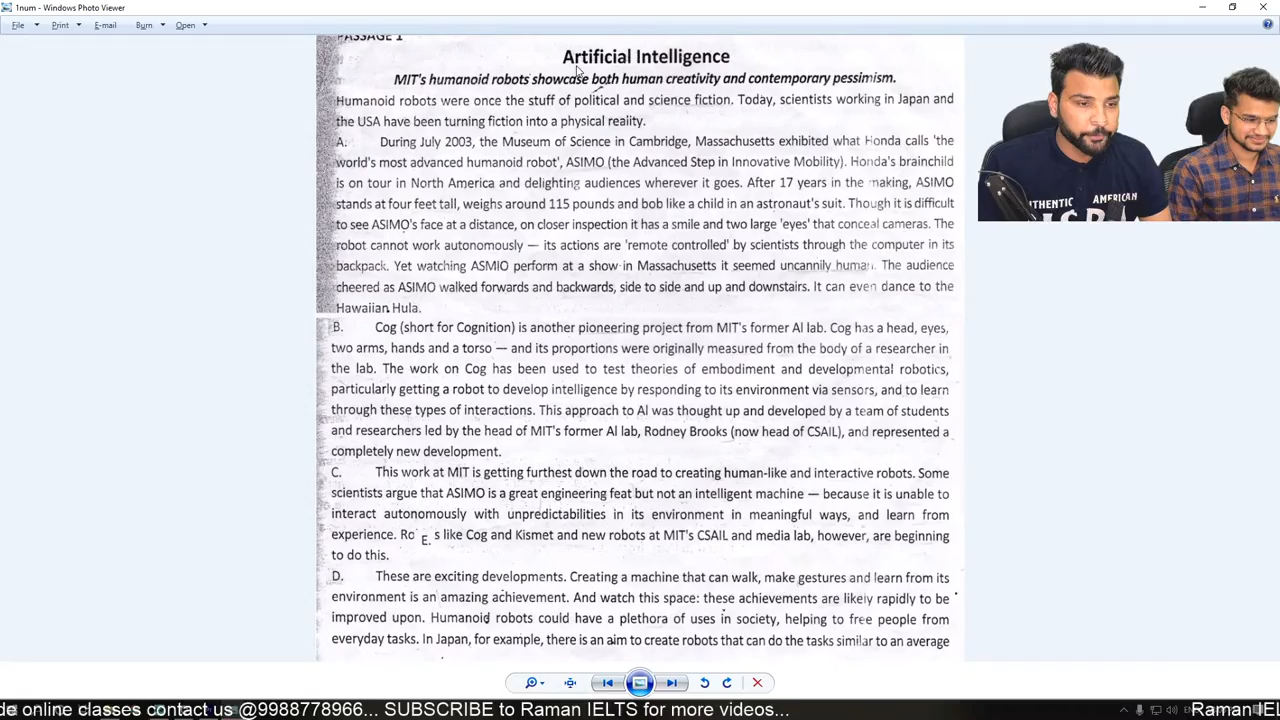 1num - Windows Photo Viewer
File Print E-mail Burn Open
PASSAGE 1
Artificial Intelligence
MIT's humanoid robots showcase both human creativity and contemporary pessimism.
Humanoid robots were once the stuff of political and science fiction. Today, scientists working in Japan and
the USA have been turning fiction into a physical reality.
A. During July 2003, the Museum of Science in Cambridge, Massachusetts exhibited what Honda calls 'the
world's most advanced humanoid robot', ASIMO (the Advanced Step in Innovative Mobility). Honda's brainchild
is on tour in North America and delighting audiences wherever it goes. After 17 years in the making, ASIMO
stands at four feet tall, weighs around 115 pounds and bob like a child in an astronaut's suit. Though it is difficult
to see ASIMO's face at a distance, on closer inspection it has a smile and two large 'eyes' that conceal cameras. The
robot cannot work autonomously — its actions are 'remote controlled' by scientists through the computer in its
backpack. Yet watching ASMIO perform at a show in Massachusetts it seemed uncannily human. The audience
cheered as ASIMO walked forwards and backwards, side to side and up and downstairs. It can even dance to the
Hawaiian Hula.
B. Cog (short for Cognition) is another pioneering project from MIT's former Al lab. Cog has a head, eyes,
two arms, hands and a torso — and its proportions were originally measured from the body of a researcher in
the lab. The work on Cog has been used to test theories of embodiment and developmental robotics,
particularly getting a robot to develop intelligence by responding to its environment via sensors, and to learn
through these types of interactions. This approach to Al was thought up and developed by a team of students
and researchers led by the head of MIT's former Al lab, Rodney Brooks (now head of CSAIL), and represented a
completely new development.
C. This work at MIT is getting furthest down the road to creating human-like and interactive robots. Some
scientists argue that ASIMO is a great engineering feat but not an intelligent machine — because it is unable to
interact autonomously with unpredictabilities in its environment in meaningful ways, and learn from
experience. Ro E. s like Cog and Kismet and new robots at MIT's CSAIL and media lab, however, are beginning
to do this.
D. These are exciting developments. Creating a machine that can walk, make gestures and learn from its
environment is an amazing achievement. And watch this space: these achievements are likely rapidly to be
improved upon. Humanoid robots could have a plethora of uses in society, helping to free people from
everyday tasks. In Japan, for example, there is an aim to create robots that can do the tasks similar to an average
AUTHENTIC AMERICAN
de online classes contact us @9988778966... SUBSCRIBE to Raman IELTS for more videos... Raman IEL